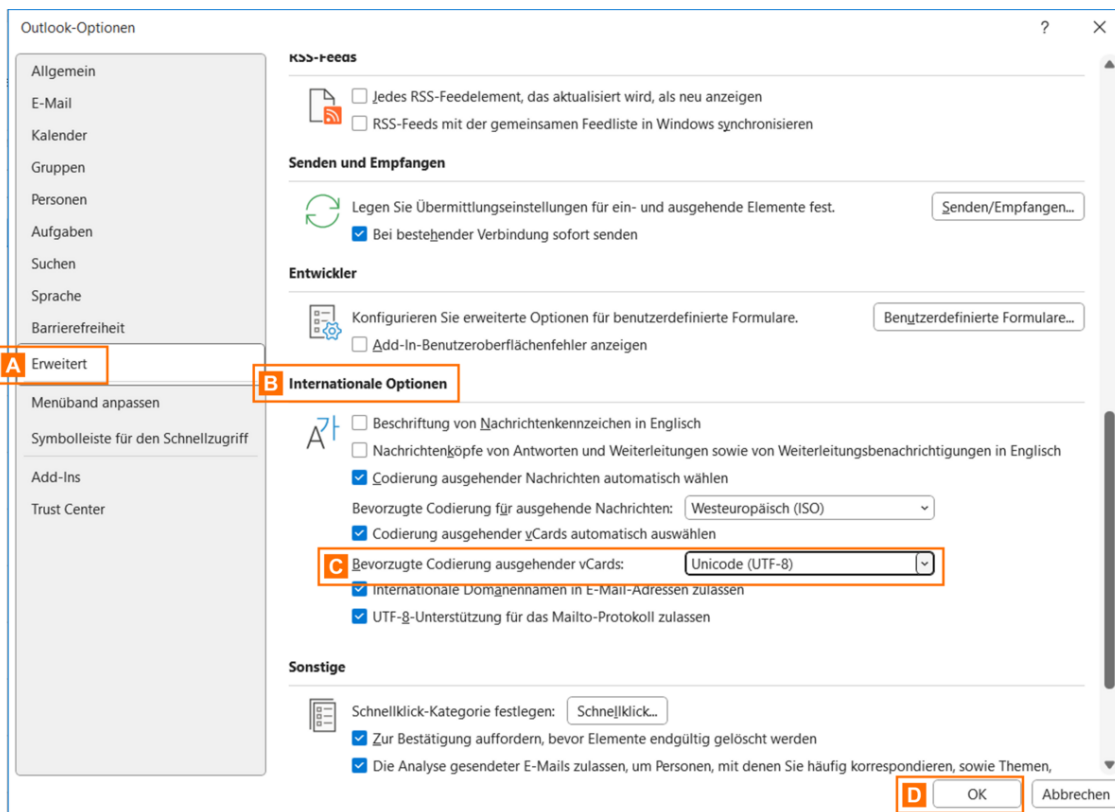 Outlook-Optionen
?
Allgemein
E-Mail
Kalender
Gruppen
Personen
Aufgaben
Suchen
Sprache
Barrierefreiheit
A Erweitert
Menüband anpassen
Symbolleiste für den Schnellzugriff
Add-Ins
Trust Center
RSS-Feeds
Jedes RSS-Feedelement, das aktualisiert wird, als neu anzeigen
RSS-Feeds mit der gemeinsamen Feedliste in Windows synchronisieren
Senden und Empfangen
Legen Sie Übermittlungseinstellungen für ein- und ausgehende Elemente fest. Senden/Empfangen...
Bei bestehender Verbindung sofort senden
Entwickler
Konfigurieren Sie erweiterte Optionen für benutzerdefinierte Formulare. Benutzerdefinierte Formulare...
Add-In-Benutzeroberflächenfehler anzeigen
B Internationale Optionen
A가
Beschriftung von Nachrichtenkennzeichen in Englisch
Nachrichtenköpfe von Antworten und Weiterleitungen sowie von Weiterleitungsbenachrichtigungen in Englisch
Codierung ausgehender Nachrichten automatisch wählen
Bevorzugte Codierung für ausgehende Nachrichten: Westeuropäisch (ISO)
Codierung ausgehender vCards automatisch auswählen
C Bevorzugte Codierung ausgehender vCards: Unicode (UTF-8)
Internationale Domänennamen in E-Mail-Adressen zulassen
UTF-8-Unterstützung für das Mailto-Protokoll zulassen
Sonstige
Schnellklick-Kategorie festlegen: Schnellklick...
Zur Bestätigung auffordern, bevor Elemente endgültig gelöscht werden
Die Analyse gesendeter E-Mails zulassen, um Personen, mit denen Sie häufig korrespondieren, sowie Themen,
D OK Abbrechen